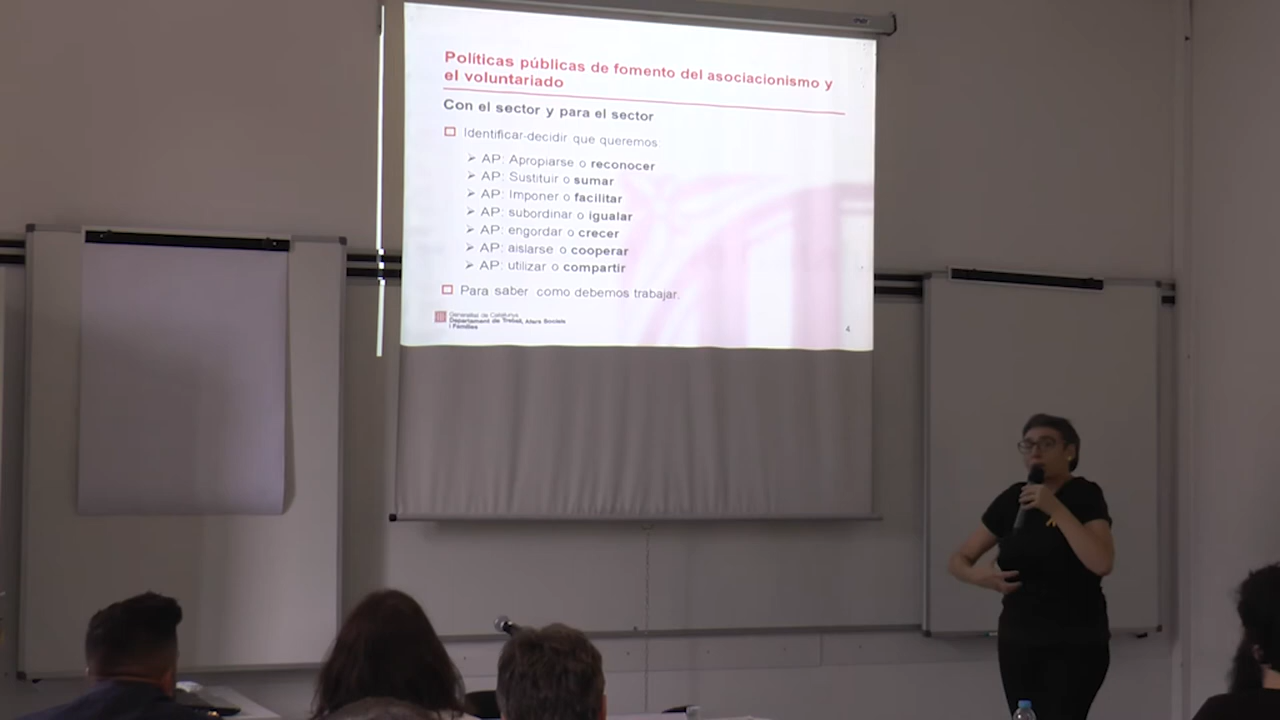 Políticas públicas de fomento del asociacionismo y
el voluntariado
Con el sector y para el sector
Identificar-decidir que queremos
AP: Apropiarse o reconocer
AP: Sustituir o sumar
AP: Imponer o facilitar
AP: subordinar o igualar
AP: engordar o crecer
AP: aislarse o cooperar
AP: utilizar o compartir
Para saber como debemos trabajar.
Generalitat de Catalunya
Departament de Treball, Afers Socials
i Famílies
4